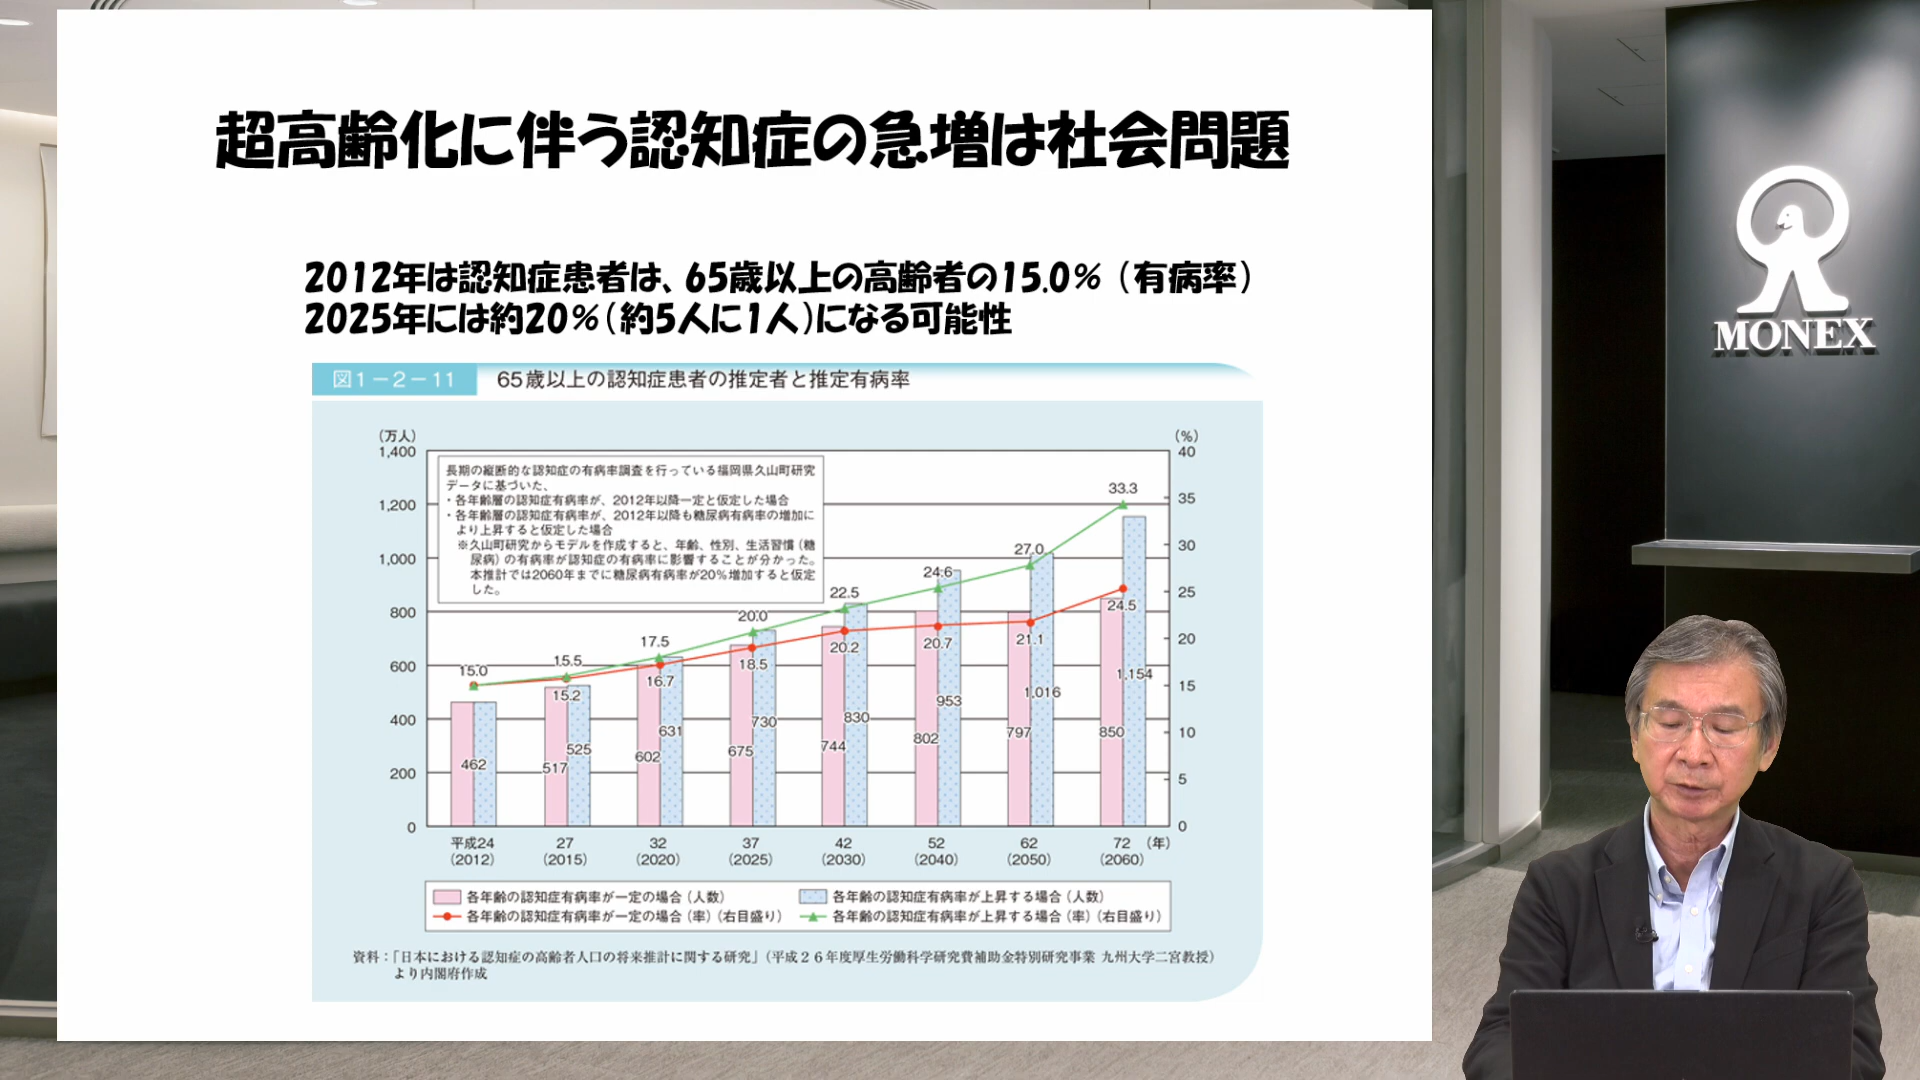 超高齢化に伴う認知症の急増は社会問題
2012年は認知症患者は、65歳以上の高齢者の15.0％（有病率）
2025年には約20％（約5人に1人）になる可能性
図1－2－11 65歳以上の認知症患者の推定者と推定有病率
(万人)
(%)
1,400
1,200
1,000
800
600
400
200
0
40
35
30
25
20
15
10
5
0
長期の縦断的な認知症の有病率調査を行っている福岡県久山町研究
データに基づいた、
・各年齢層の認知症有病率が、2012年以降一定と仮定した場合
・各年齢層の認知症有病率が、2012年以降も糖尿病有病率の増加に
より上昇すると仮定した場合
※久山町研究からモデルを作成すると、年齢、性別、生活習慣（糖
尿病）の有病率が認知症の有病率に影響することが分かった。
本推計では2060年までに糖尿病有病率が20％増加すると仮定
した。
15.0 15.5 17.5 20.0 22.5 24.6 27.0 33.3
15.2 16.7 18.5 20.2 20.7 21.1 24.5
462 517 525 602 631 675 730 744 830 802 953 797 1,016 850 1,154
平成24 27 32 37 42 52 62 72 (年)
(2012) (2015) (2020) (2025) (2030) (2040) (2050) (2060)
各年齢の認知症有病率が一定の場合（人数） 各年齢の認知症有病率が上昇する場合（人数）
各年齢の認知症有病率が一定の場合（率）（右目盛り） 各年齢の認知症有病率が上昇する場合（率）（右目盛り）
資料：「日本における認知症の高齢者人口の将来推計に関する研究」（平成26年度厚生労働科学研究費補助金特別研究事業 九州大学二宮教授）
より内閣府作成
MONEX